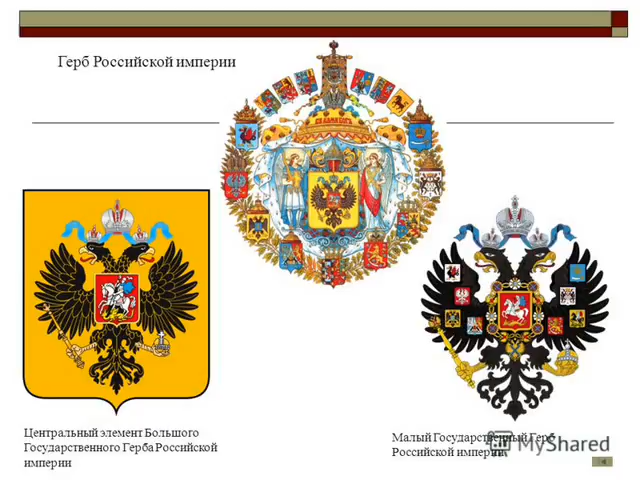 Герб Российской империи
Центральный элемент Большого
Государственного Герба Российской
империи
Малый Государственный Герб
Российской империи
MyShared